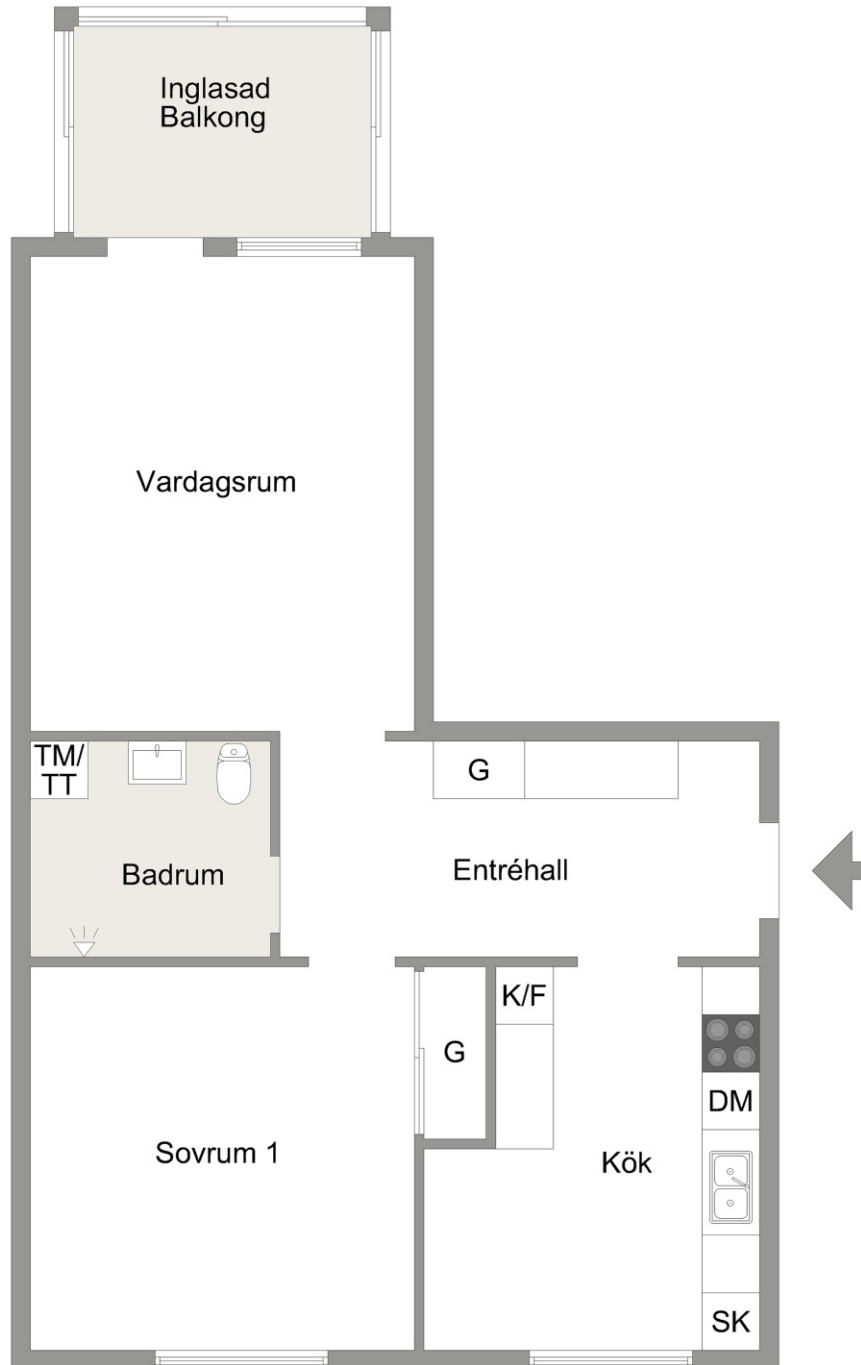 Inglasad
Balkong
Vardagsrum
TM/
TT
G
Badrum
Entréhall
K/F
G
DM
Sovrum 1
Kök
SK